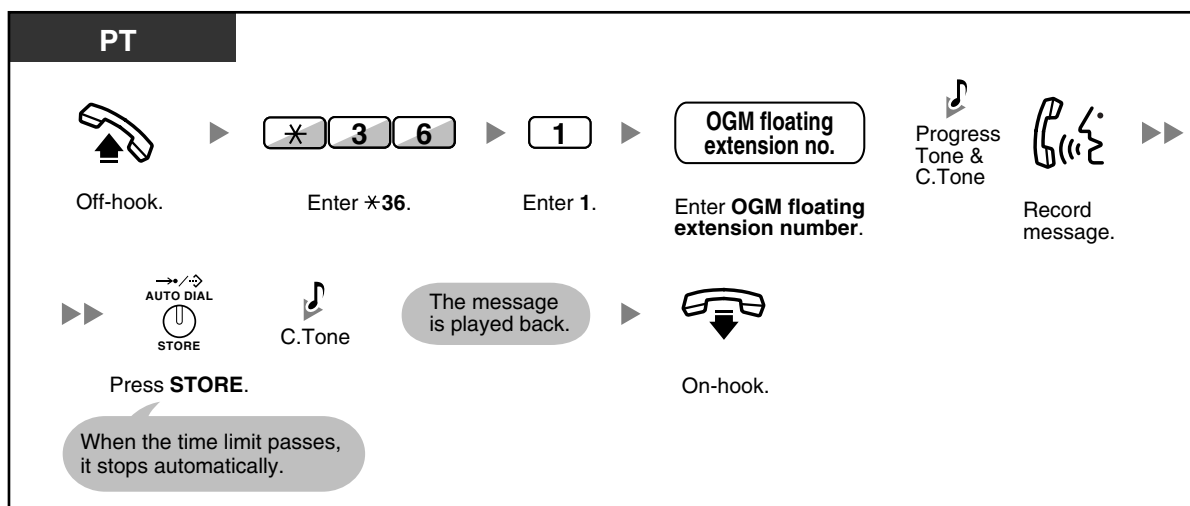 PT
✳ 3 6
1
OGM floating
extension no.
Progress
Tone &
C.Tone
Off-hook.
Enter ✳36.
Enter 1.
Enter OGM floating
extension number.
Record
message.
AUTO DIAL
STORE
C.Tone
The message
is played back.
Press STORE.
On-hook.
When the time limit passes,
it stops automatically.